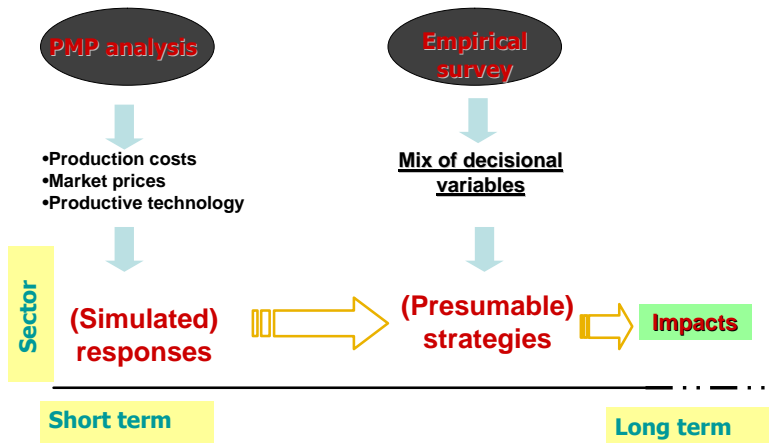 PMP analysis
Empirical
survey
•Production costs
•Market prices
•Productive technology
Mix of decisional
variables
Sector
(Simulated)
responses
(Presumable)
strategies
Impacts
Short term
Long term